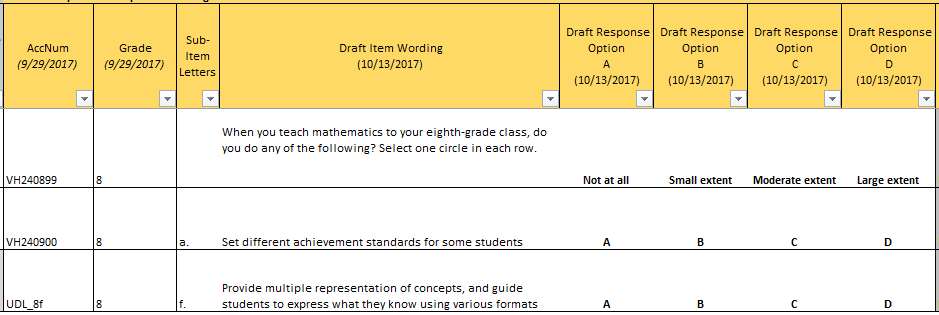 AccNum
(9/29/2017)
Grade
(9/29/2017)
Sub-
Item
Letters
Draft Item Wording
(10/13/2017)
Draft Response
Option
A
(10/13/2017)
Draft Response
Option
B
(10/13/2017)
Draft Response
Option
C
(10/13/2017)
Draft Response
Option
D
(10/13/2017)
When you teach mathematics to your eighth-grade class, do
you do any of the following? Select one circle in each row.
VH240899 8 Not at all Small extent Moderate extent Large extent
VH240900 8 a. Set different achievement standards for some students A B C D
Provide multiple representation of concepts, and guide
UDL_8f 8 f. students to express what they know using various formats A B C D